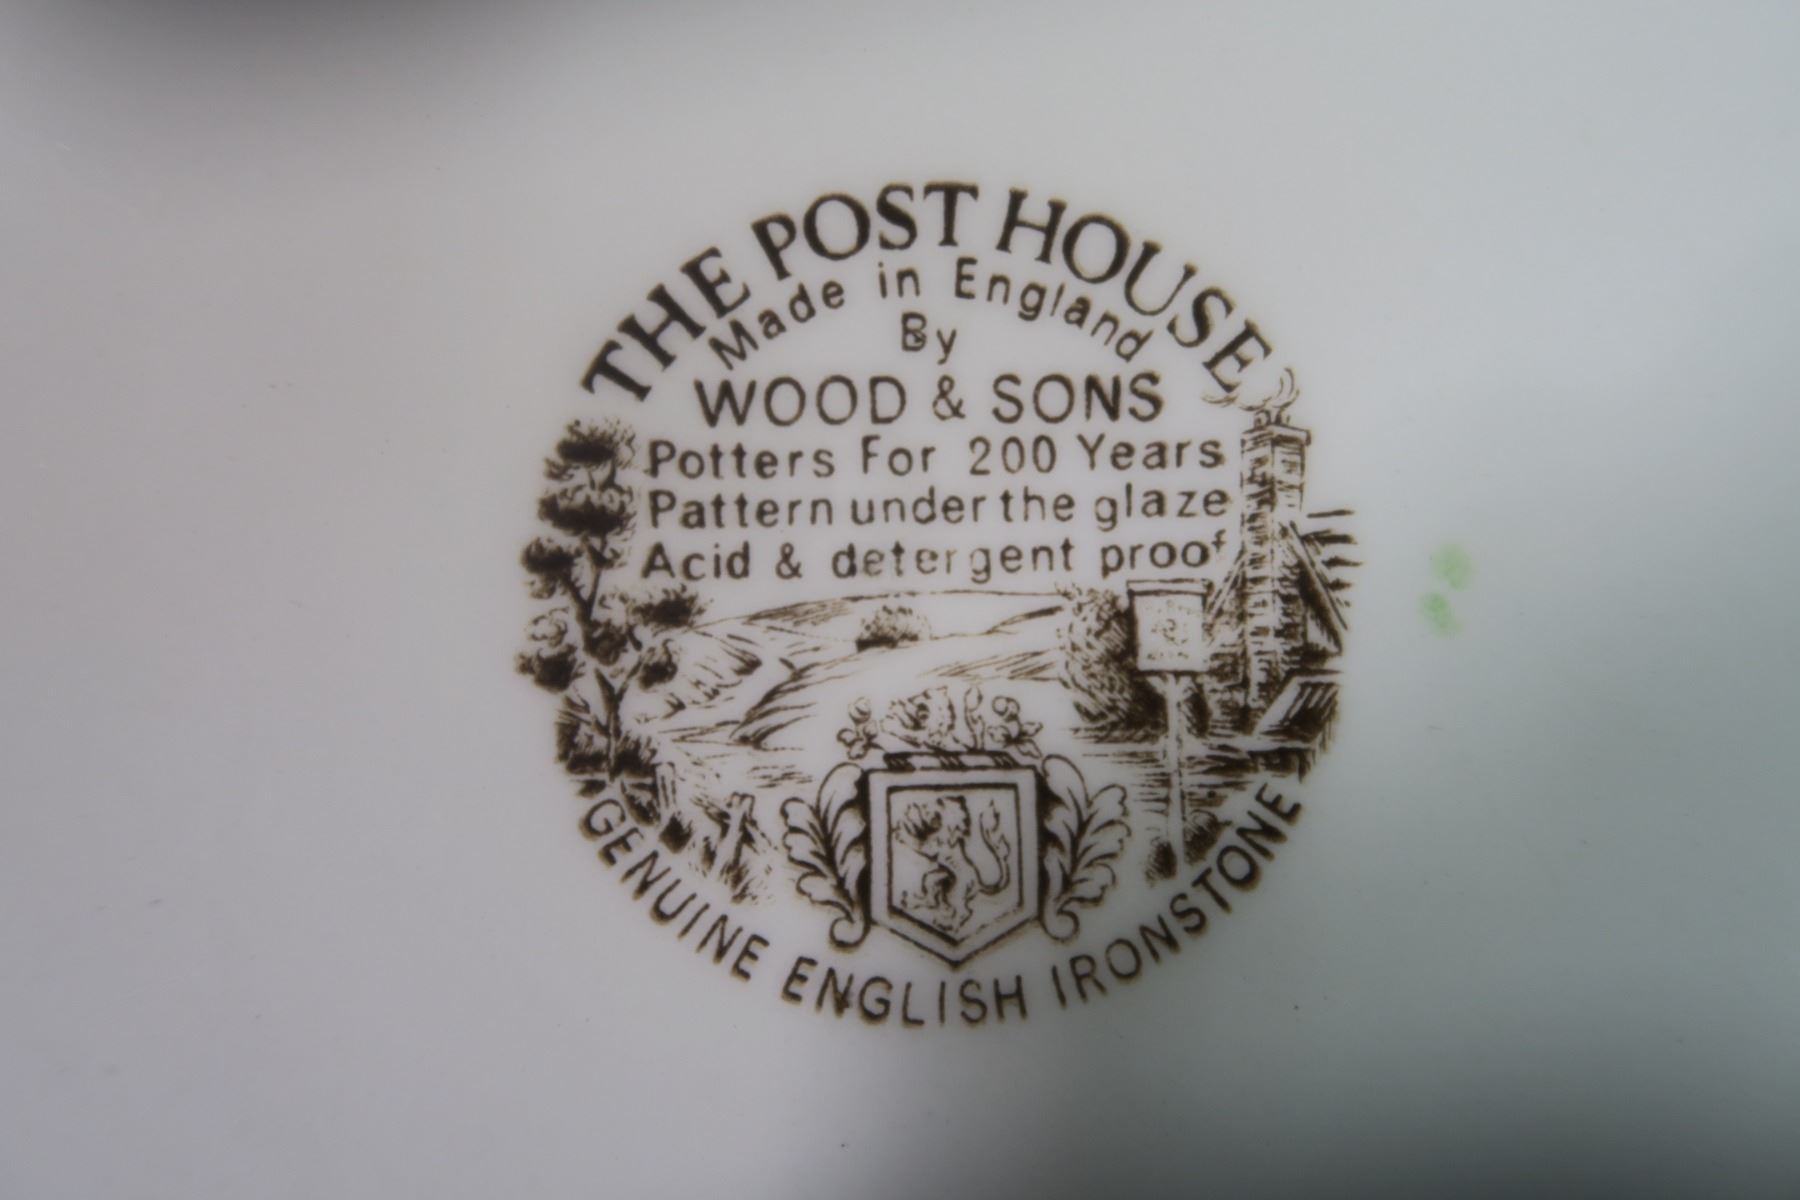 THE POST HOUSE
Made in England
By
WOOD & SONS
Potters For 200 Years
Pattern under the glaze
Acid & detergent proof
GENUINE ENGLISH IRONSTONE